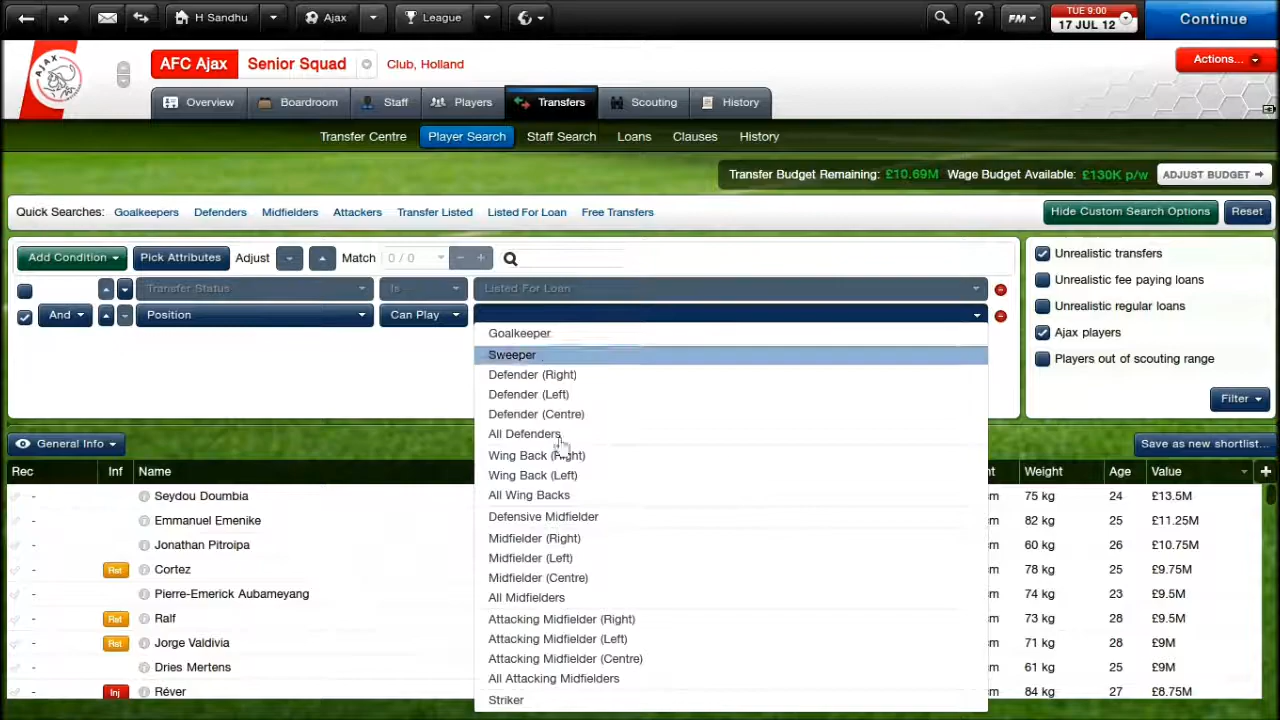 H Sandhu Ajax League ? FM TUE 9:00 17 JUL 12 Continue
AJAX AFC Ajax Senior Squad Club, Holland Actions...
Overview Boardroom Staff Players Transfers Scouting History
Transfer Centre Player Search Staff Search Loans Clauses History
Transfer Budget Remaining: £10.69M Wage Budget Available: £130K p/w ADJUST BUDGET
Quick Searches: Goalkeepers Defenders Midfielders Attackers Transfer Listed Listed For Loan Free Transfers Hide Custom Search Options Reset
Add Condition Pick Attributes Adjust Match 0 / 0 - + Unrealistic transfers
Transfer Status Is Listed For Loan Unrealistic fee paying loans
And Position Can Play Unrealistic regular loans
Goalkeeper Ajax players
Sweeper Players out of scouting range
Defender (Right)
Defender (Left) Filter
Defender (Centre)
All Defenders General Info Save as new shortlist...
Wing Back (Right)
Rec Inf Name Wing Back (Left) Weight Age Value +
- Seydou Doumbia All Wing Backs cm 75 kg 24 £13.5M
- Emmanuel Emenike Defensive Midfielder cm 82 kg 25 £11.25M
- Jonathan Pitroipa Midfielder (Right) cm 60 kg 26 £10.75M
Midfielder (Left)
- Rst Cortez Midfielder (Centre) cm 78 kg 25 £9.75M
- Pierre-Emerick Aubameyang All Midfielders cm 74 kg 23 £9.5M
- Rst Ralf Attacking Midfielder (Right) cm 73 kg 28 £9.5M
- Rst Jorge Valdivia Attacking Midfielder (Left) cm 71 kg 28 £9M
- Dries Mertens Attacking Midfielder (Centre) cm 61 kg 25 £9M
All Attacking Midfielders
- Inj Réver Striker cm 84 kg 27 £8.75M